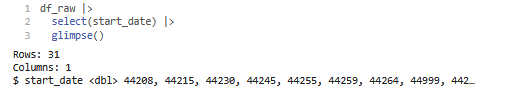 1 df_raw |>
2 select(start_date) |>
3 glimpse()
Rows: 31
Columns: 1
$ start_date <dbl> 44208, 44215, 44230, 44245, 44255, 44259, 44264, 44999, 442…